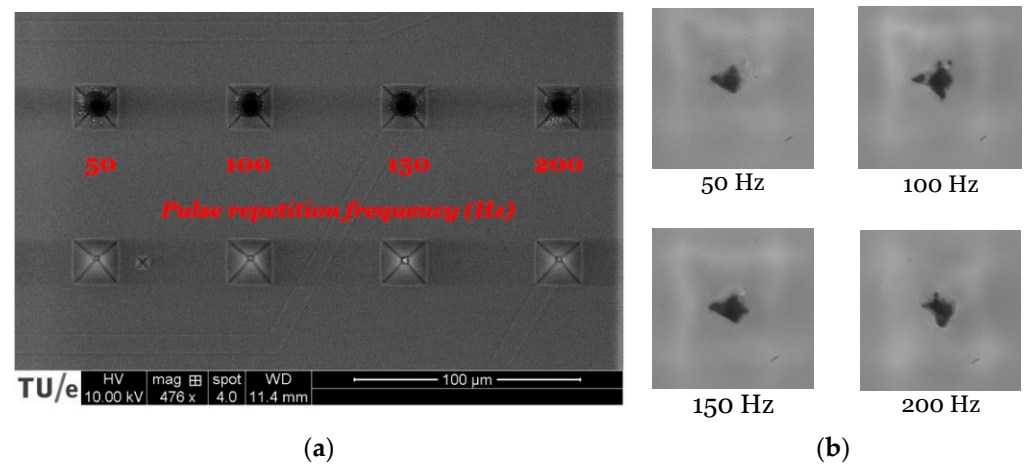 50 100 150 200
Pulse repetition frequency (Hz)
TU/e
HV mag spot WD
10.00 kV 476 x 4.0 11.4 mm
100 µm
(a)
50 Hz 100 Hz
150 Hz 200 Hz
(b)